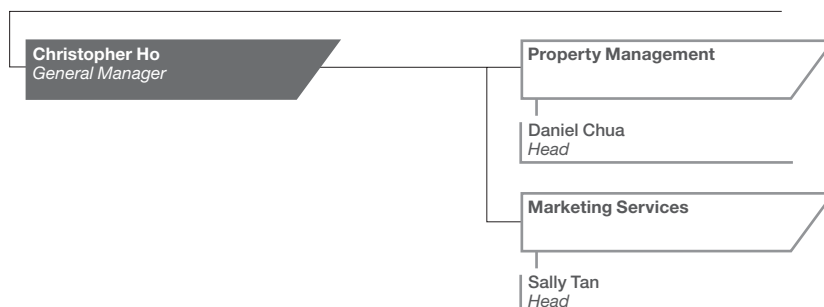 Christopher Ho
General Manager
Property Management
Daniel Chua
Head
Marketing Services
Sally Tan
Head